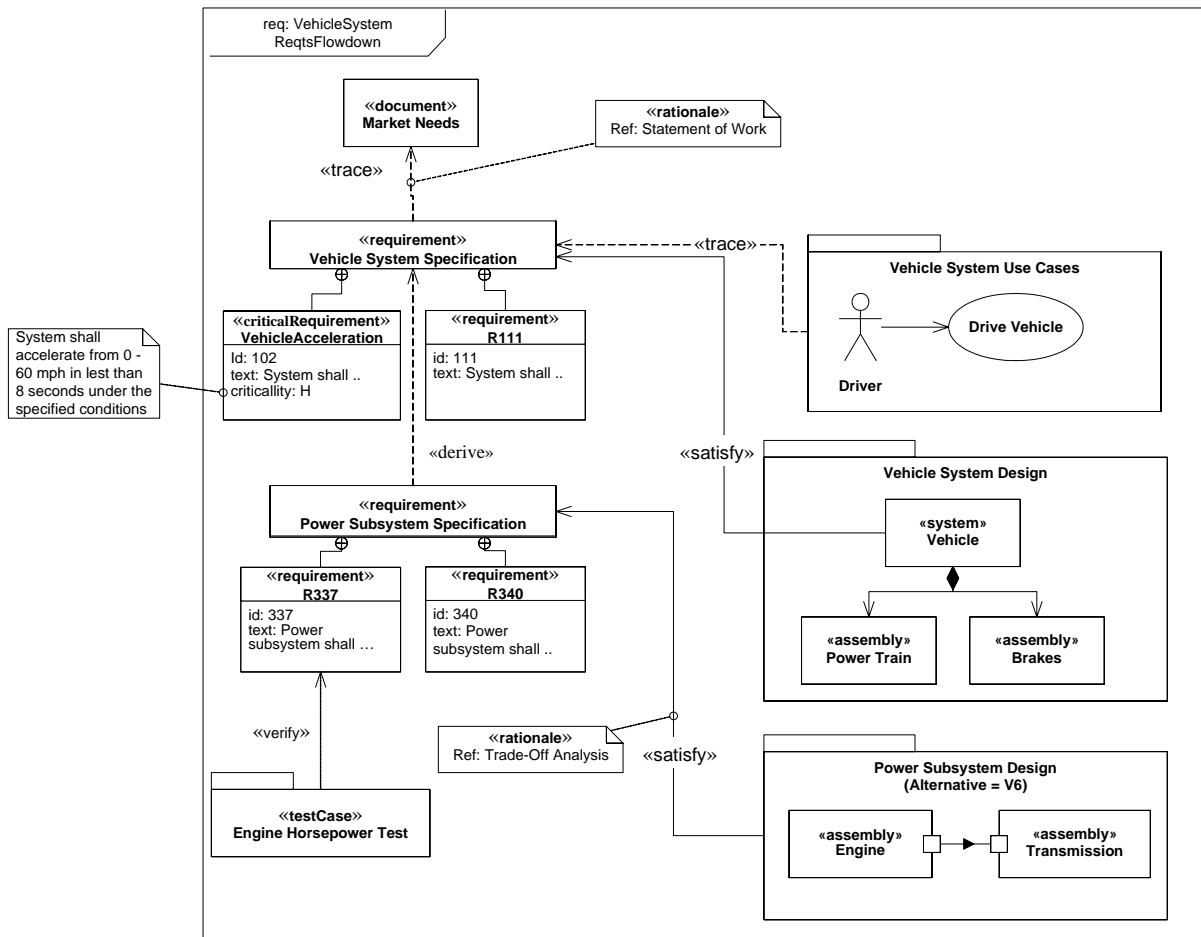 req: VehicleSystem
ReqtsFlowdown
«document»
Market Needs
«rationale»
Ref: Statement of Work
«trace»
«requirement»
Vehicle System Specification
«trace»
Vehicle System Use Cases
Drive Vehicle
Driver
System shall
accelerate from 0 -
60 mph in lest than
8 seconds under the
specified conditions
«criticalRequirement»
VehicleAcceleration
Id: 102
text: System shall ..
criticallity: H
«requirement»
R111
id: 111
text: System shall ..
«derive»
«satisfy»
Vehicle System Design
«system»
Vehicle
«assembly»
Power Train
«assembly»
Brakes
«requirement»
Power Subsystem Specification
«requirement»
R337
id: 337
text: Power
subsystem shall …
«requirement»
R340
id: 340
text: Power
subsystem shall ..
«verify»
«rationale»
Ref: Trade-Off Analysis
«satisfy»
«testCase»
Engine Horsepower Test
Power Subsystem Design
(Alternative = V6)
«assembly»
Engine
«assembly»
Transmission